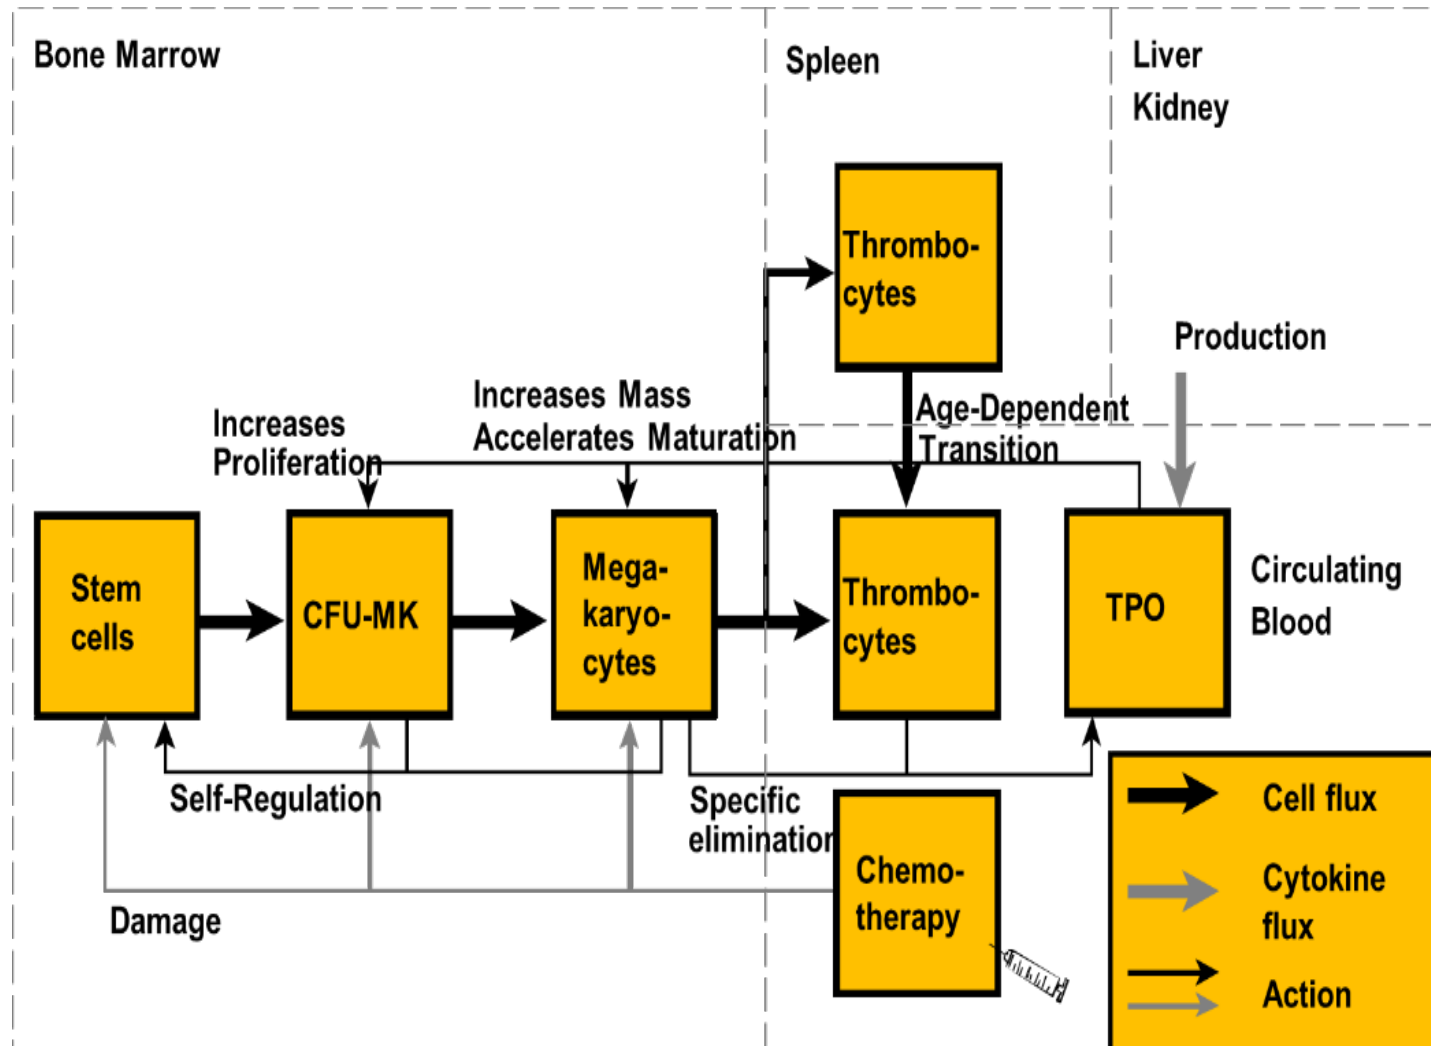 Bone Marrow
Spleen
Liver
Kidney
Thrombo-
cytes
Production
Increases Mass
Accelerates Maturation
Age-Dependent
Transition
Increases
Proliferation
Stem
cells
CFU-MK
Mega-
karyo-
cytes
Thrombo-
cytes
TPO
Circulating
Blood
Self-Regulation
Specific
elimination
Damage
Chemo-
therapy
Cell flux
Cytokine
flux
Action